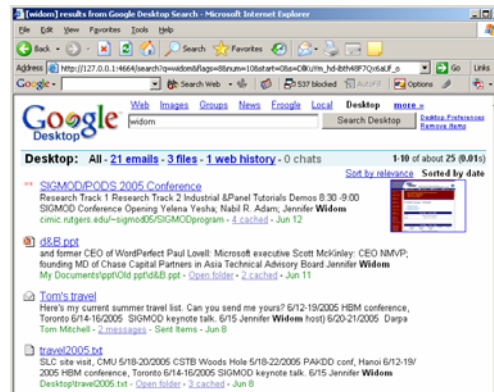 [widom] results from Google Desktop Search - Microsoft Internet Explorer
File Edit View Favorites Tools Help
Back Search Favorites
Address http://127.0.0.1:4664/search?q=widom&flags=88&num=10&start=0&s= Go Links
Google - Search Web 537 blocked AutoFill Options
Web Images Groups News Froogle Local Desktop more »
Google Desktop widom Search Desktop Desktop Preferences
Remove Items
Desktop: All - 21 emails - 3 files - 1 web history - 0 chats 1-10 of about 25 (0.01s)
Sort by relevance Sorted by date
SIGMOD/PODS 2005 Conference
Research Track 1 Research Track 2 Industrial &Panel Tutorials Demos 8:30 -9:00
SIGMOD Conference Opening Yelena Yesha; Nabil R. Adam; Jennifer Widom
cimic.rutgers.edu/~sigmod05/SIGMODprogram - 4 cached - Jun 12
d&B.ppt
and former CEO of WordPerfect Paul Lovell: Microsoft executive Scott McKinley: CEO NMVP;
founding MD of Chase Capital Partners in Asia Technical Advisory Board Jennifer Widom
My Documents\ppt\Old ppt\d&B.ppt - Open folder - 2 cached - Jun 11
Tom's travel
Here's my current summer travel list. Can you send me yours? 6/12-19/2005 HBM conference,
Toronto 6/14-16/2005 SIGMOD keynote talk. 6/15 Jennifer Widom host) 6/20-21/2005 Darpa
Tom Mitchell - 2 messages - Sent Items - Jun 8
travel2005.txt
SLC site visit, CMU 5/18-20/2005 CSTB Woods Hole 5/18-22/2005 PAKDD conf, Hanoi 6/12-19/
2005 HBM conference, Toronto 6/14-16/2005 SIGMOD keynote talk. 6/15 Jennifer Widom
Desktop\travel2005.txt - Open folder - 3 cached - Jun 8